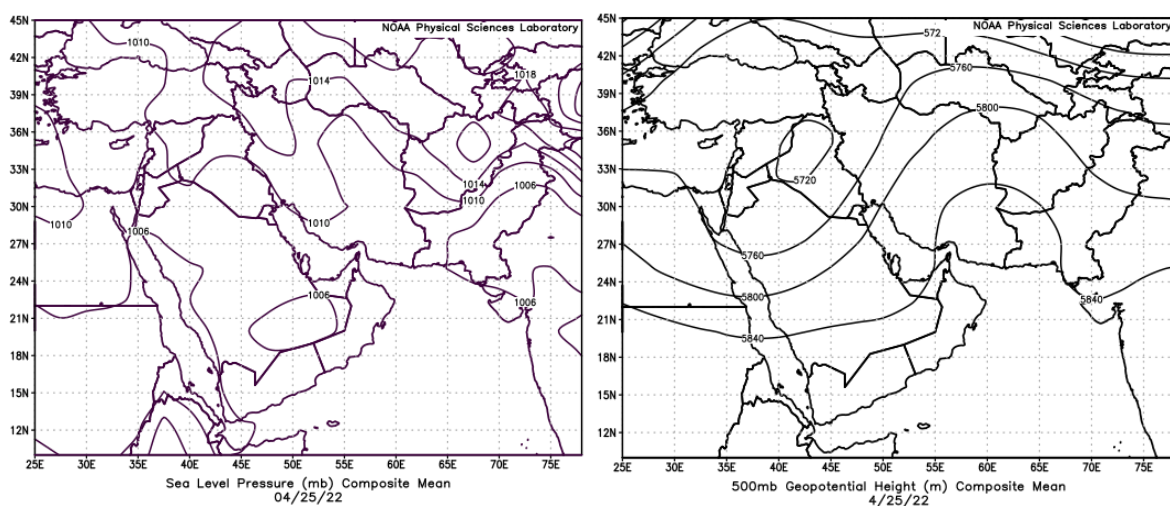 NOAA Physical Sciences Laboratory
45N
42N
39N
36N
33N
30N
27N
24N
21N
18N
15N
12N
1010
1018
1014
1014
1006
1010
1010
1010
1006
1006
1006
25E 30E 35E 40E 45E 50E 55E 60E 65E 70E 75E
Sea Level Pressure (mb) Composite Mean
04/25/22
NOAA Physical Sciences Laboratory
45N
42N
39N
36N
33N
30N
27N
24N
21N
18N
15N
12N
572
5760
5800
5720
5760
5800
5840
5840
25E 30E 35E 40E 45E 50E 55E 60E 65E 70E 75E
500mb Geopotential Height (m) Composite Mean
4/25/22